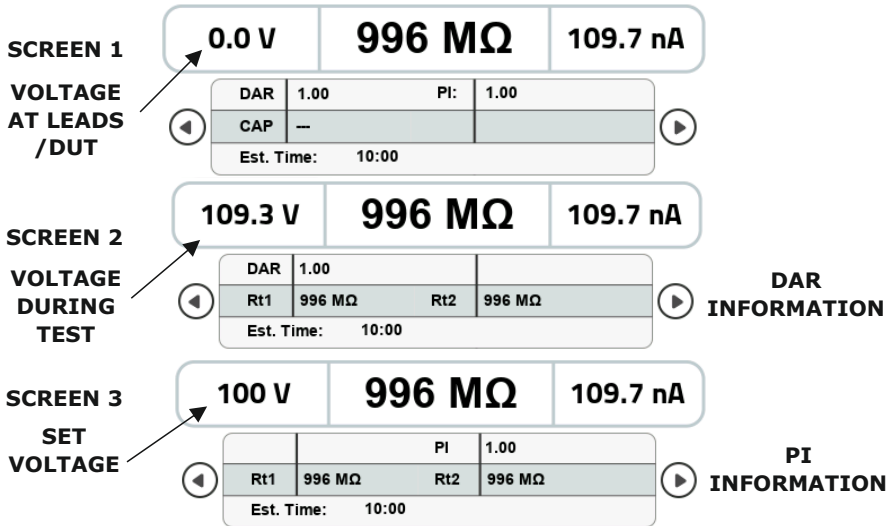 SCREEN 1
VOLTAGE
AT LEADS
/DUT
0.0 V 996 MΩ 109.7 nA
DAR 1.00 PI: 1.00
CAP ---
Est. Time: 10:00
SCREEN 2
VOLTAGE
DURING
TEST
109.3 V 996 MΩ 109.7 nA
DAR 1.00
Rt1 996 MΩ Rt2 996 MΩ
Est. Time: 10:00
DAR
INFORMATION
SCREEN 3
SET
VOLTAGE
100 V 996 MΩ 109.7 nA
PI 1.00
Rt1 996 MΩ Rt2 996 MΩ
Est. Time: 10:00
PI
INFORMATION